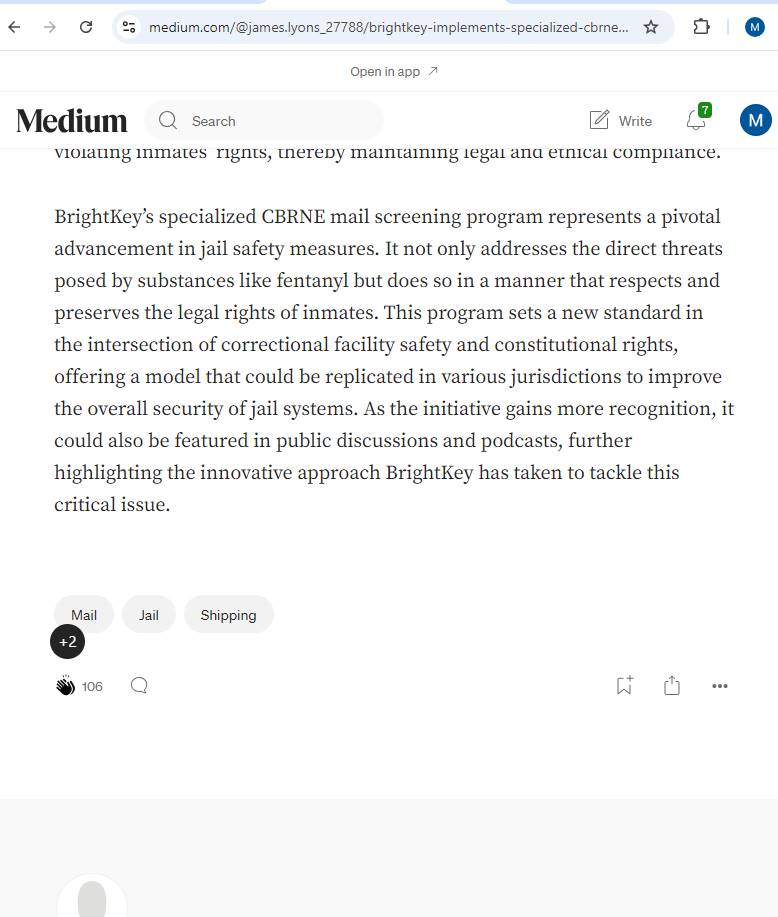 medium.com/@james.lyons_27788/brightkey-implements-specialized-cbrne...
M
Open in app
Medium
Search
Write
7
M
violating inmates' rights, thereby maintaining legal and ethical compliance.
BrightKey’s specialized CBRNE mail screening program represents a pivotal
advancement in jail safety measures. It not only addresses the direct threats
posed by substances like fentanyl but does so in a manner that respects and
preserves the legal rights of inmates. This program sets a new standard in
the intersection of correctional facility safety and constitutional rights,
offering a model that could be replicated in various jurisdictions to improve
the overall security of jail systems. As the initiative gains more recognition, it
could also be featured in public discussions and podcasts, further
highlighting the innovative approach BrightKey has taken to tackle this
critical issue.
Mail
Jail
Shipping
+2
106